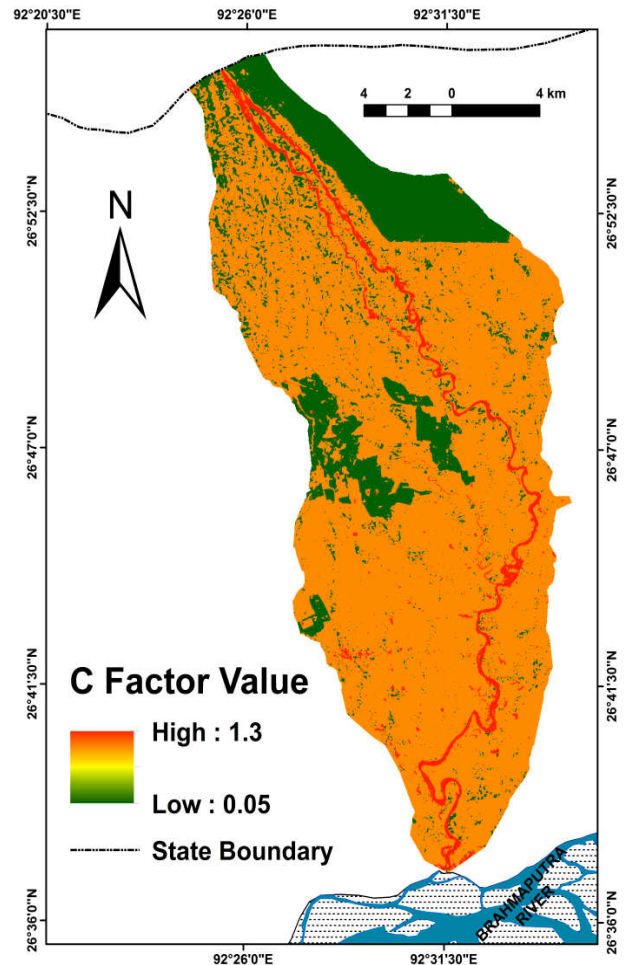 92°20'30"E 92°26'0"E 92°31'30"E
4 2 0 4 km
N
26°52'30"N 26°52'30"N
26°47'0"N 26°47'0"N
26°41'30"N 26°41'30"N
C Factor Value
High : 1.3
Low : 0.05
State Boundary
BRAHMAPUTRA
RIVER
26°36'0"N 26°36'0"N
92°26'0"E 92°31'30"E